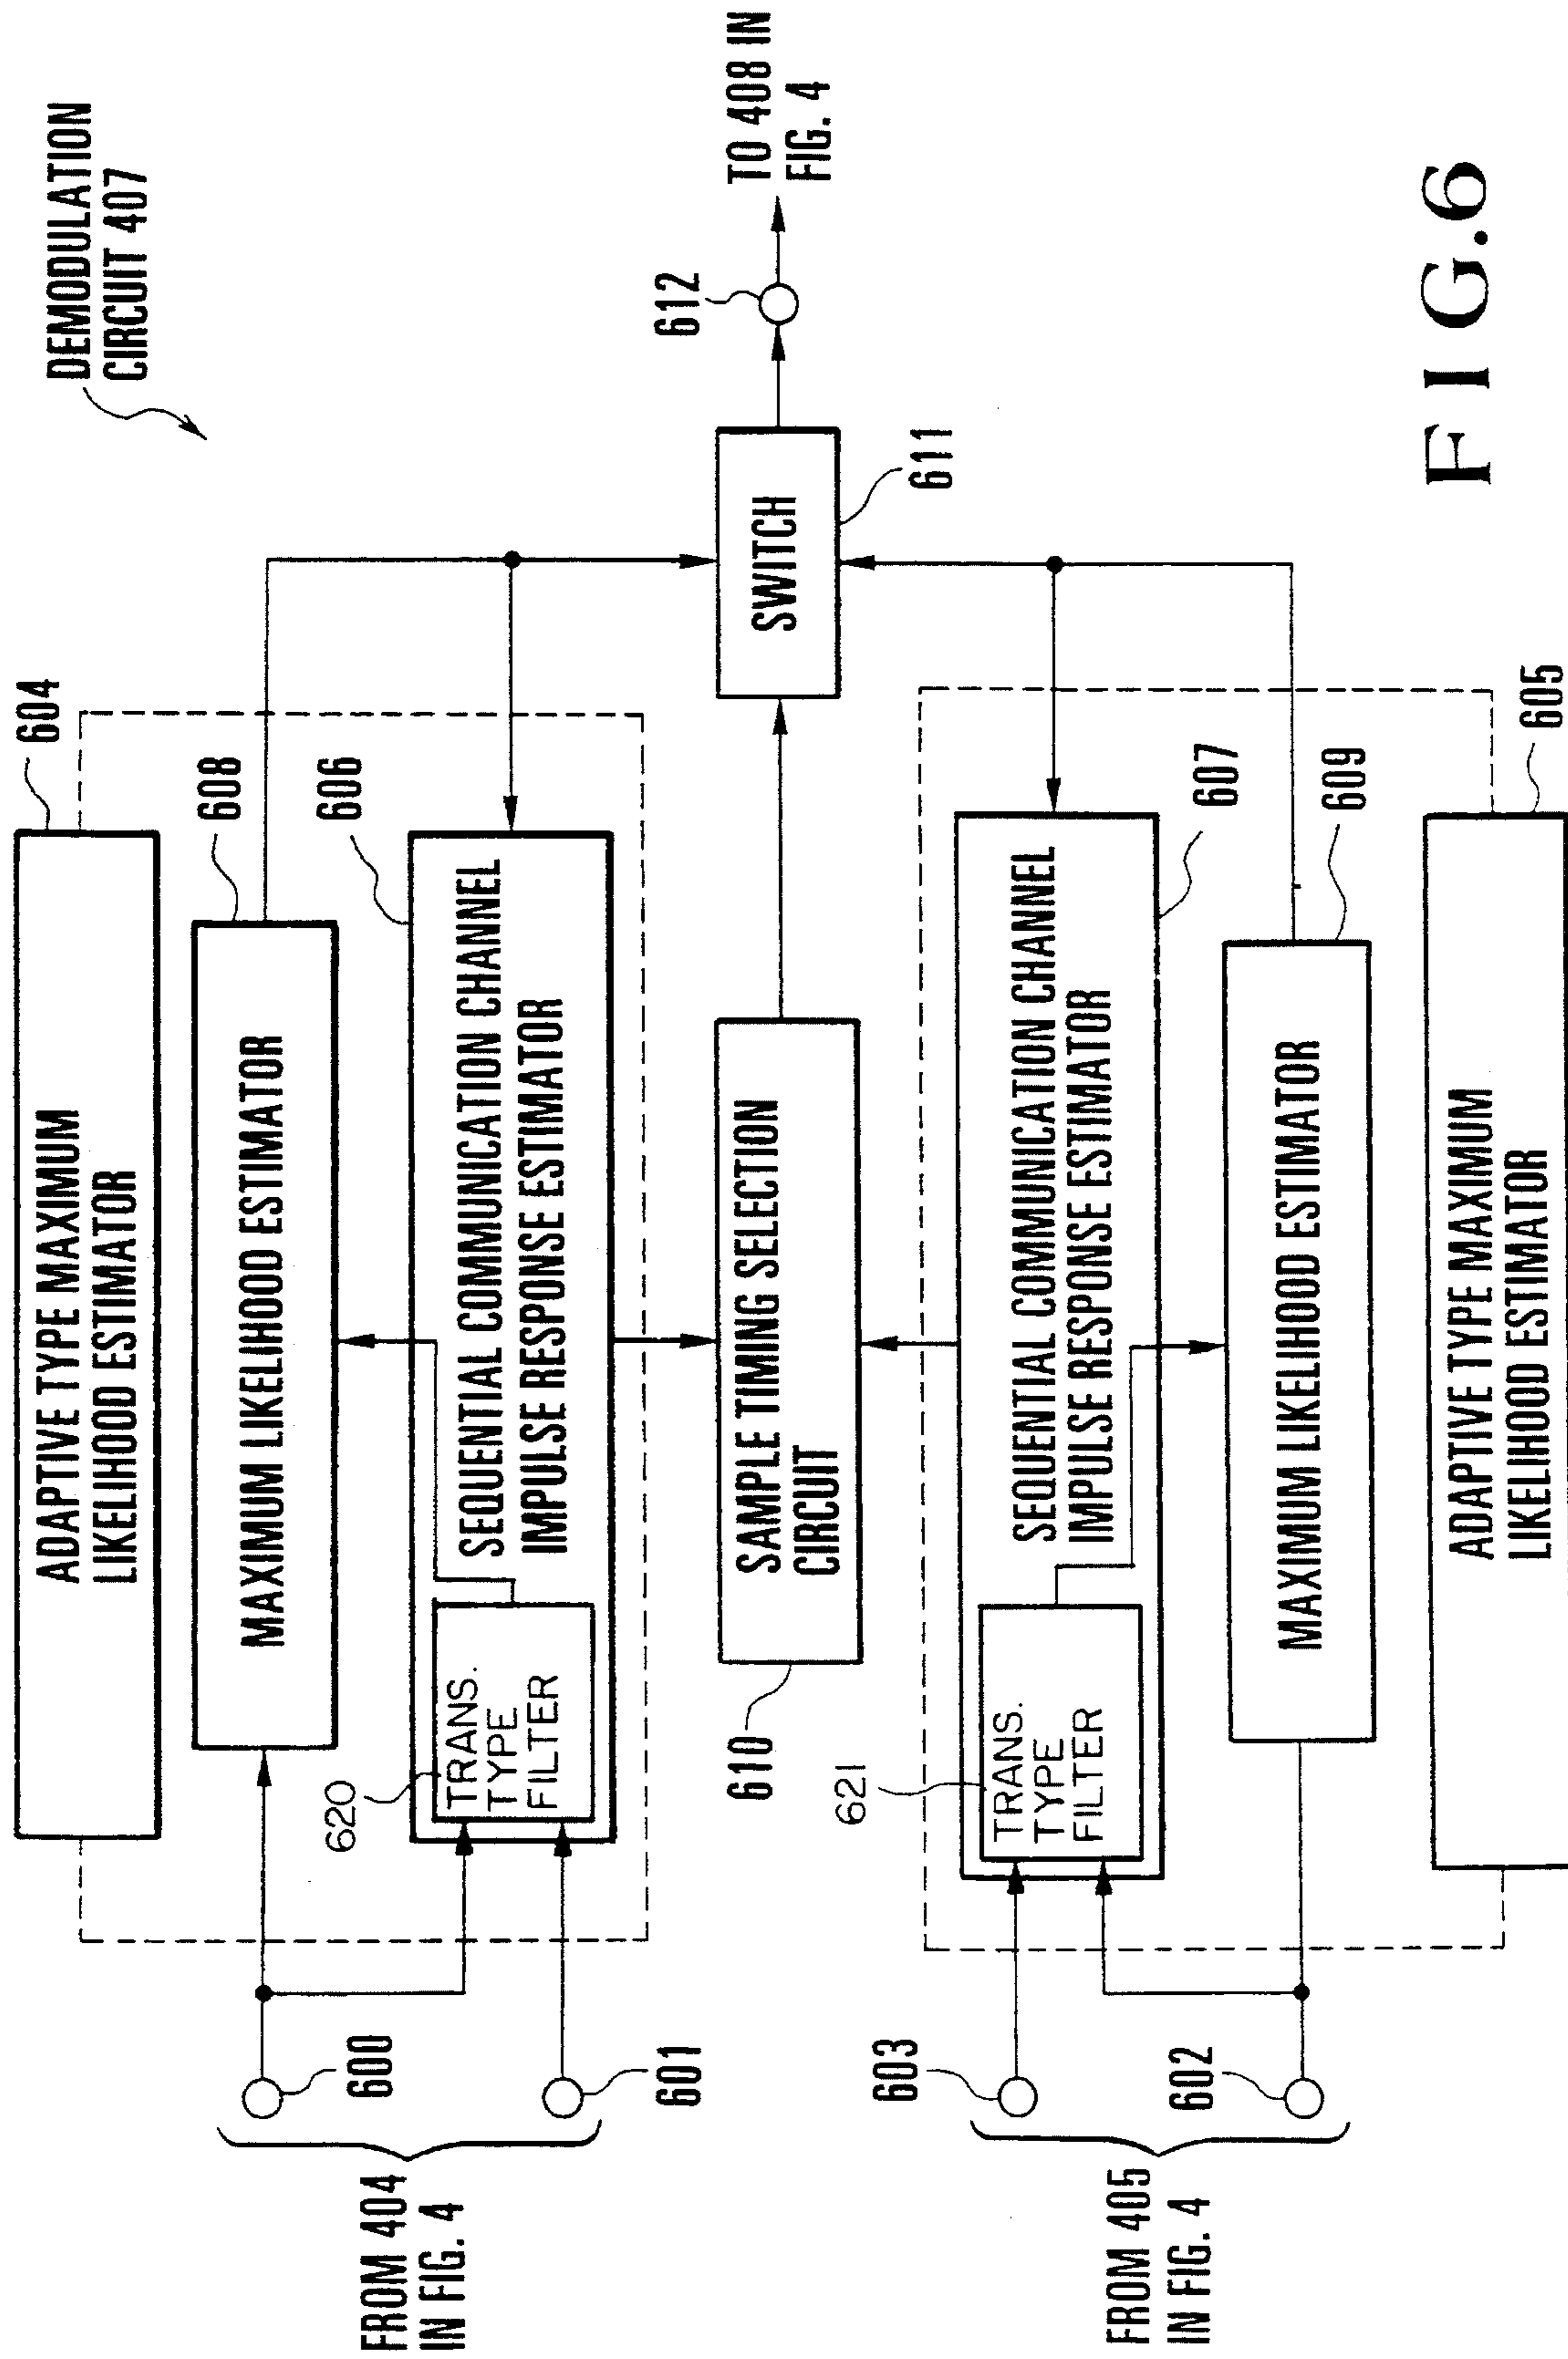 DEMODULATION
CIRCUIT 407
604
ADAPTIVE TYPE MAXIMUM
LIKELIHOOD ESTIMATOR
608
MAXIMUM LIKELIHOOD ESTIMATOR
606
SEQUENTIAL COMMUNICATION CHANNEL
IMPULSE RESPONSE ESTIMATOR
620
TRANS.
TYPE
FILTER
600
601
FROM 404
IN FIG. 4
612
TO 408 IN
FIG. 4
SWITCH
611
SAMPLE TIMING SELECTION
CIRCUIT
610
621
TRANS.
TYPE
FILTER
SEQUENTIAL COMMUNICATION CHANNEL
IMPULSE RESPONSE ESTIMATOR
607
603
602
FROM 405
IN FIG. 4
MAXIMUM LIKELIHOOD ESTIMATOR
609
ADAPTIVE TYPE MAXIMUM
LIKELIHOOD ESTIMATOR
605
FIG.6